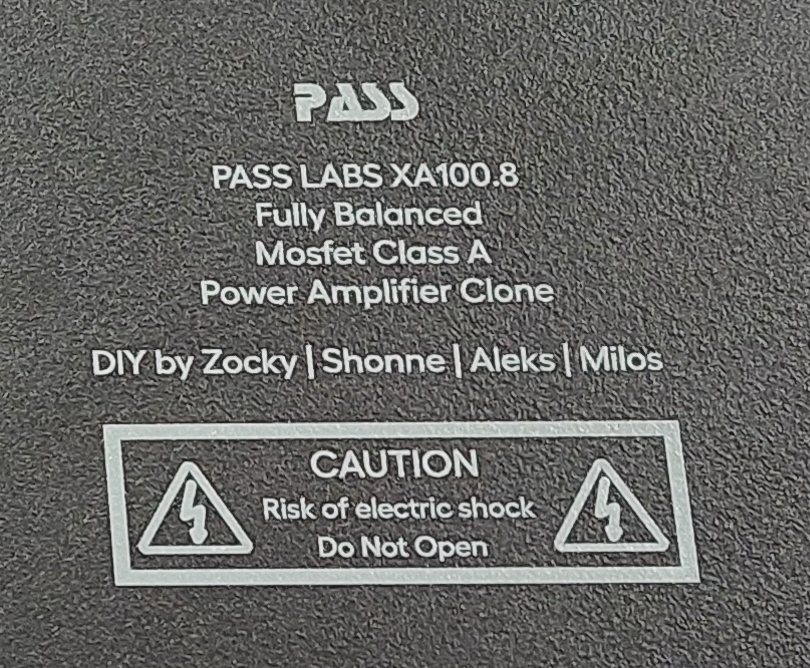 PASS
PASS LABS XA100.8
Fully Balanced
Mosfet Class A
Power Amplifier Clone
DIY by Zocky | Shonne | Aleks | Milos
CAUTION
Risk of electric shock
Do Not Open